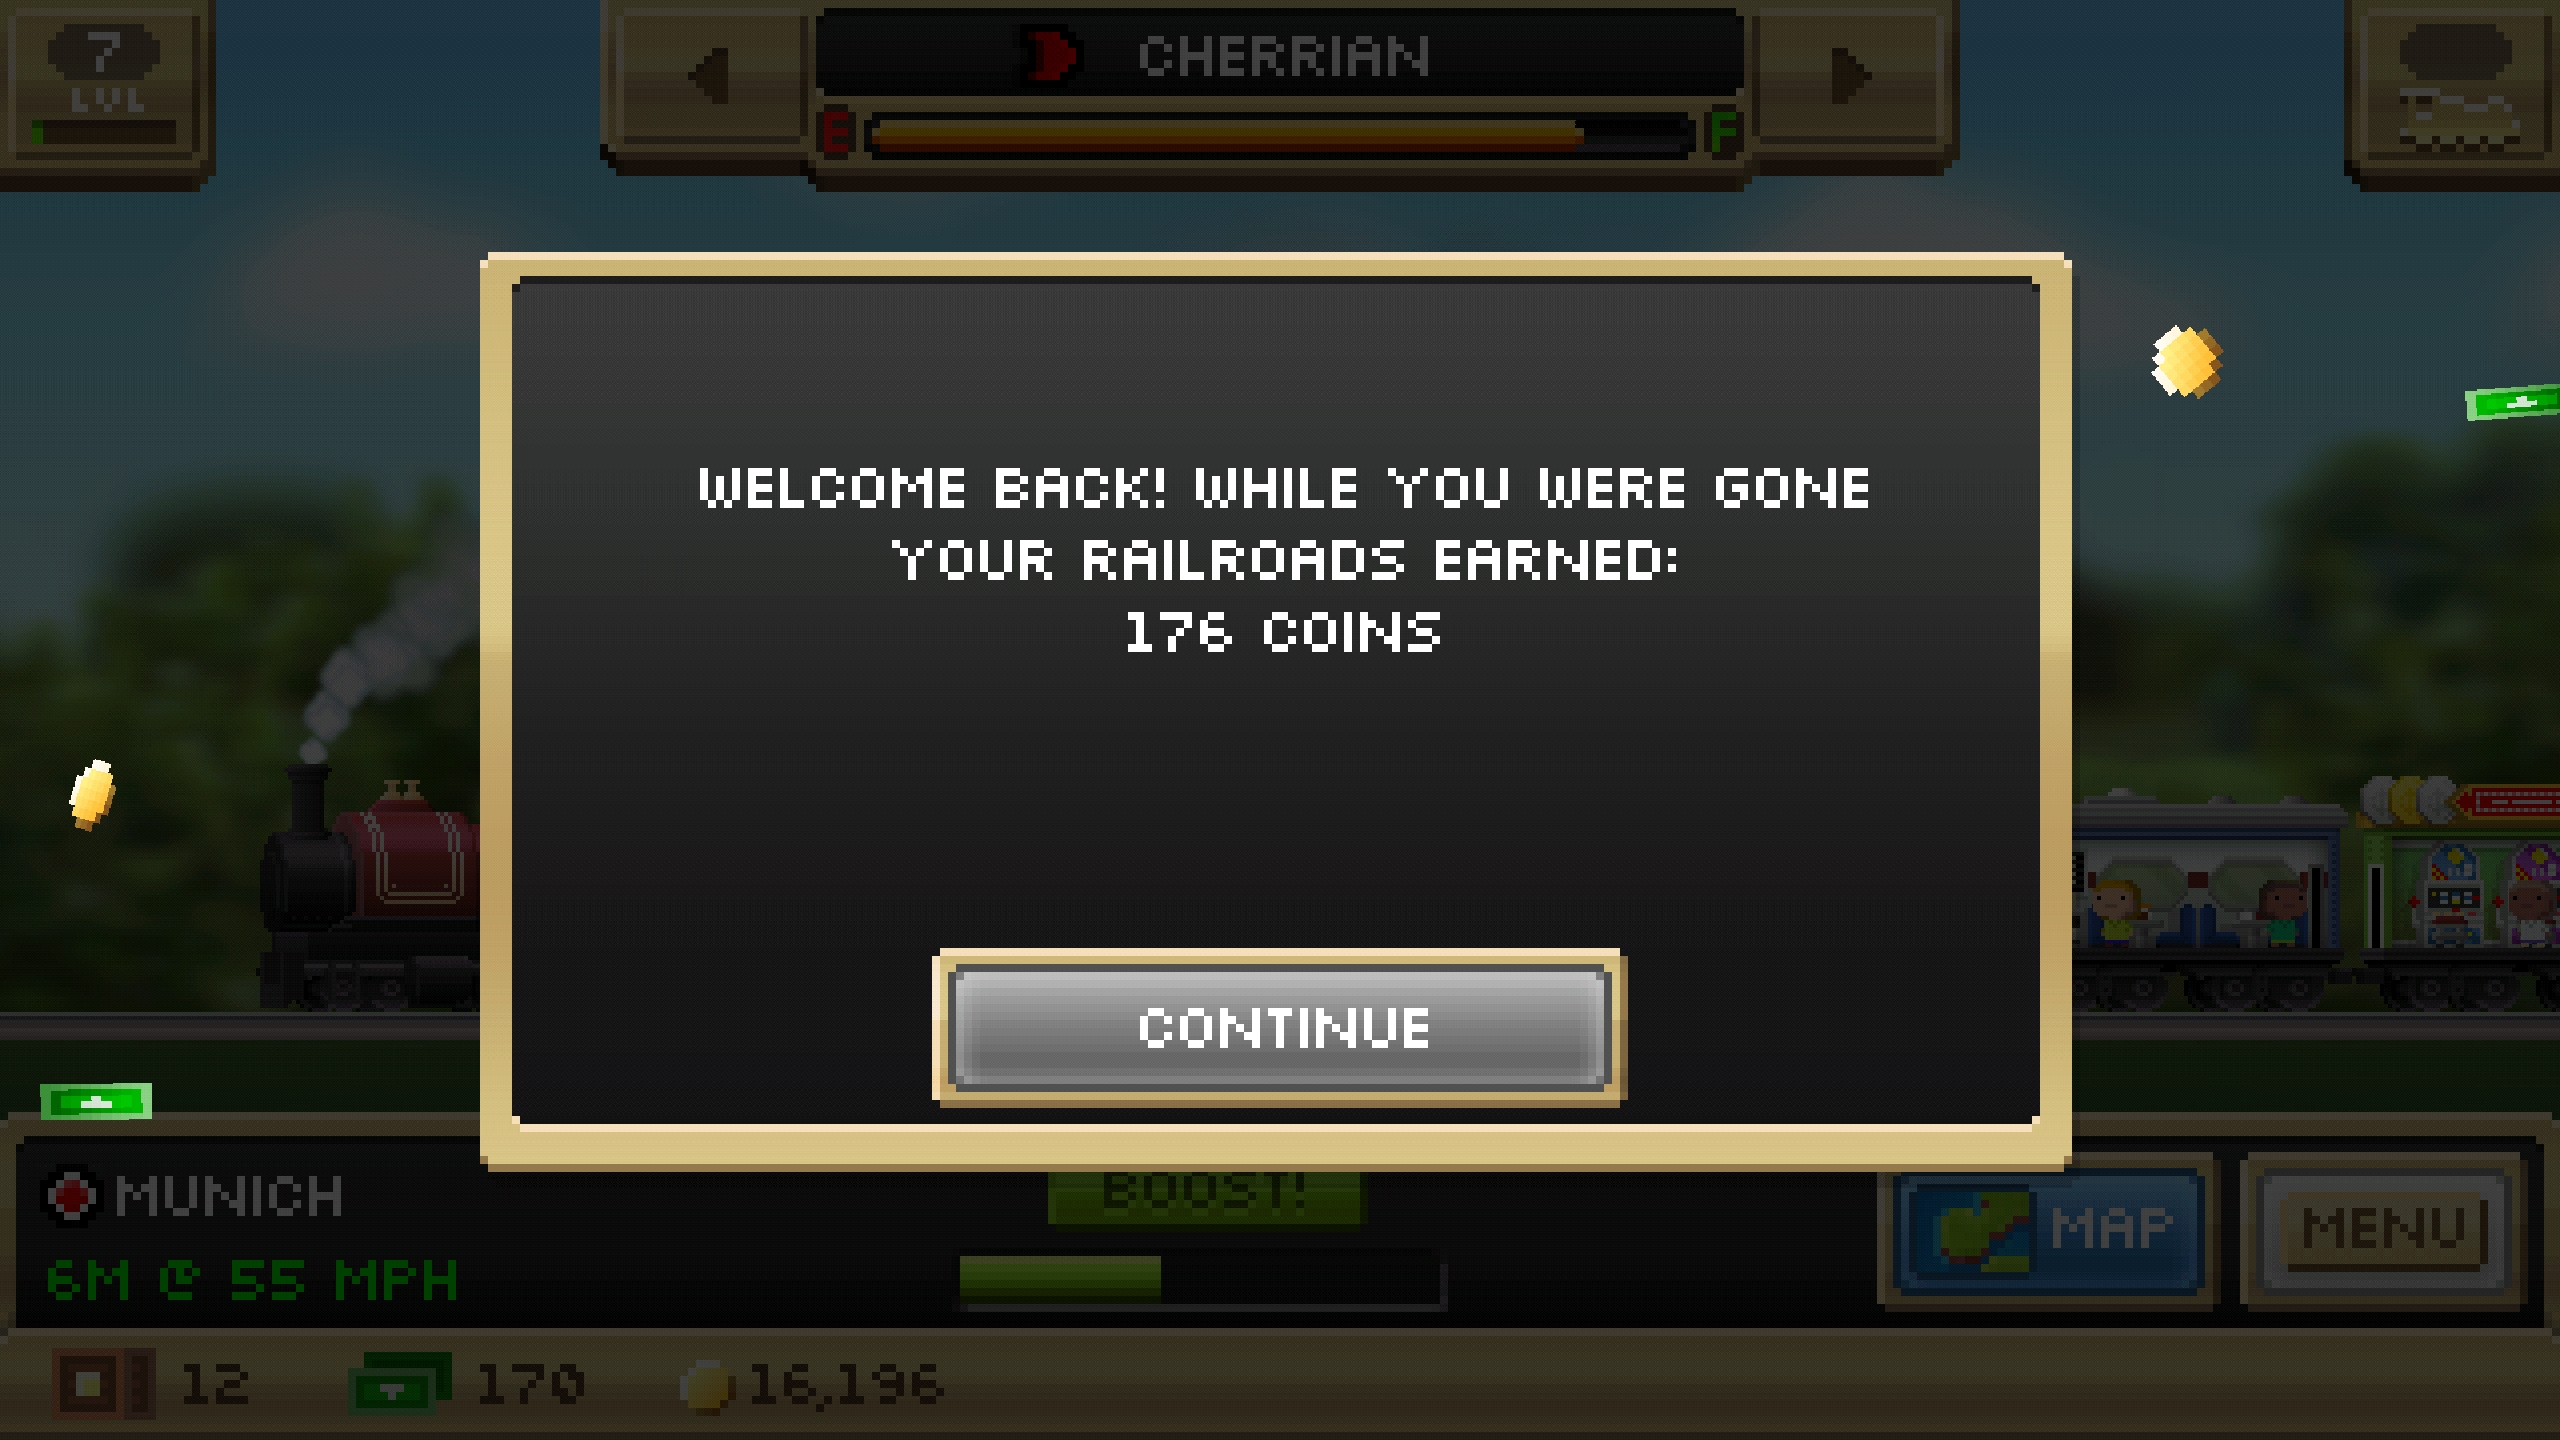 7
LVL
CHERRIAN
E F
WELCOME BACK! WHILE YOU WERE GONE
YOUR RAILROADS EARNED:
176 COINS
CONTINUE
MUNICH
6M @ 55 MPH
BOOST!
MAP
MENU
12
170
16,196